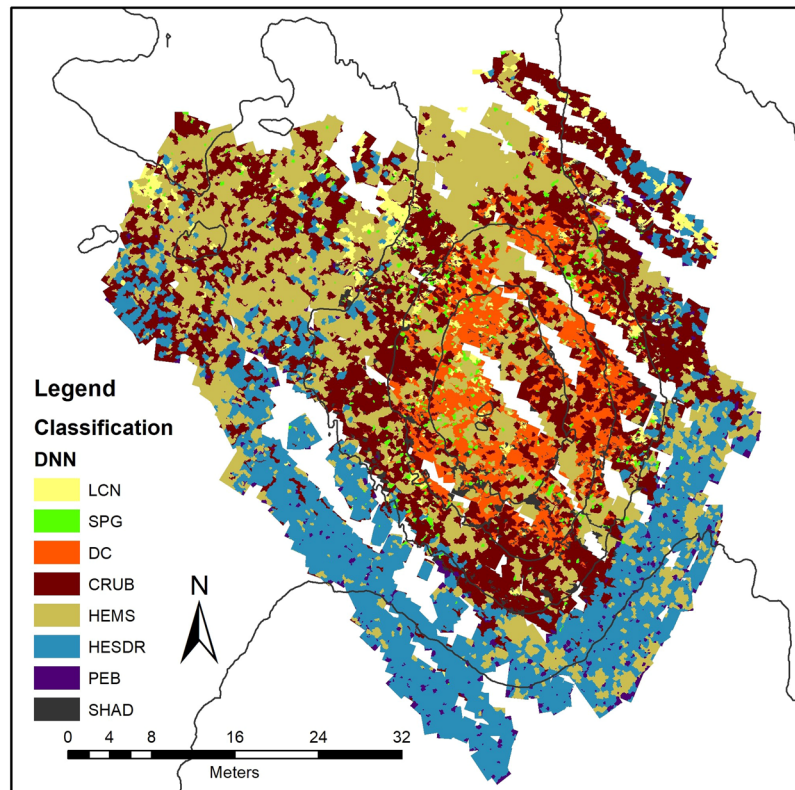 Legend
Classification
DNN
LCN
SPG
DC
CRUB
HEMS
HESDR
PEB
SHAD
N
0 4 8 16 24 32
Meters